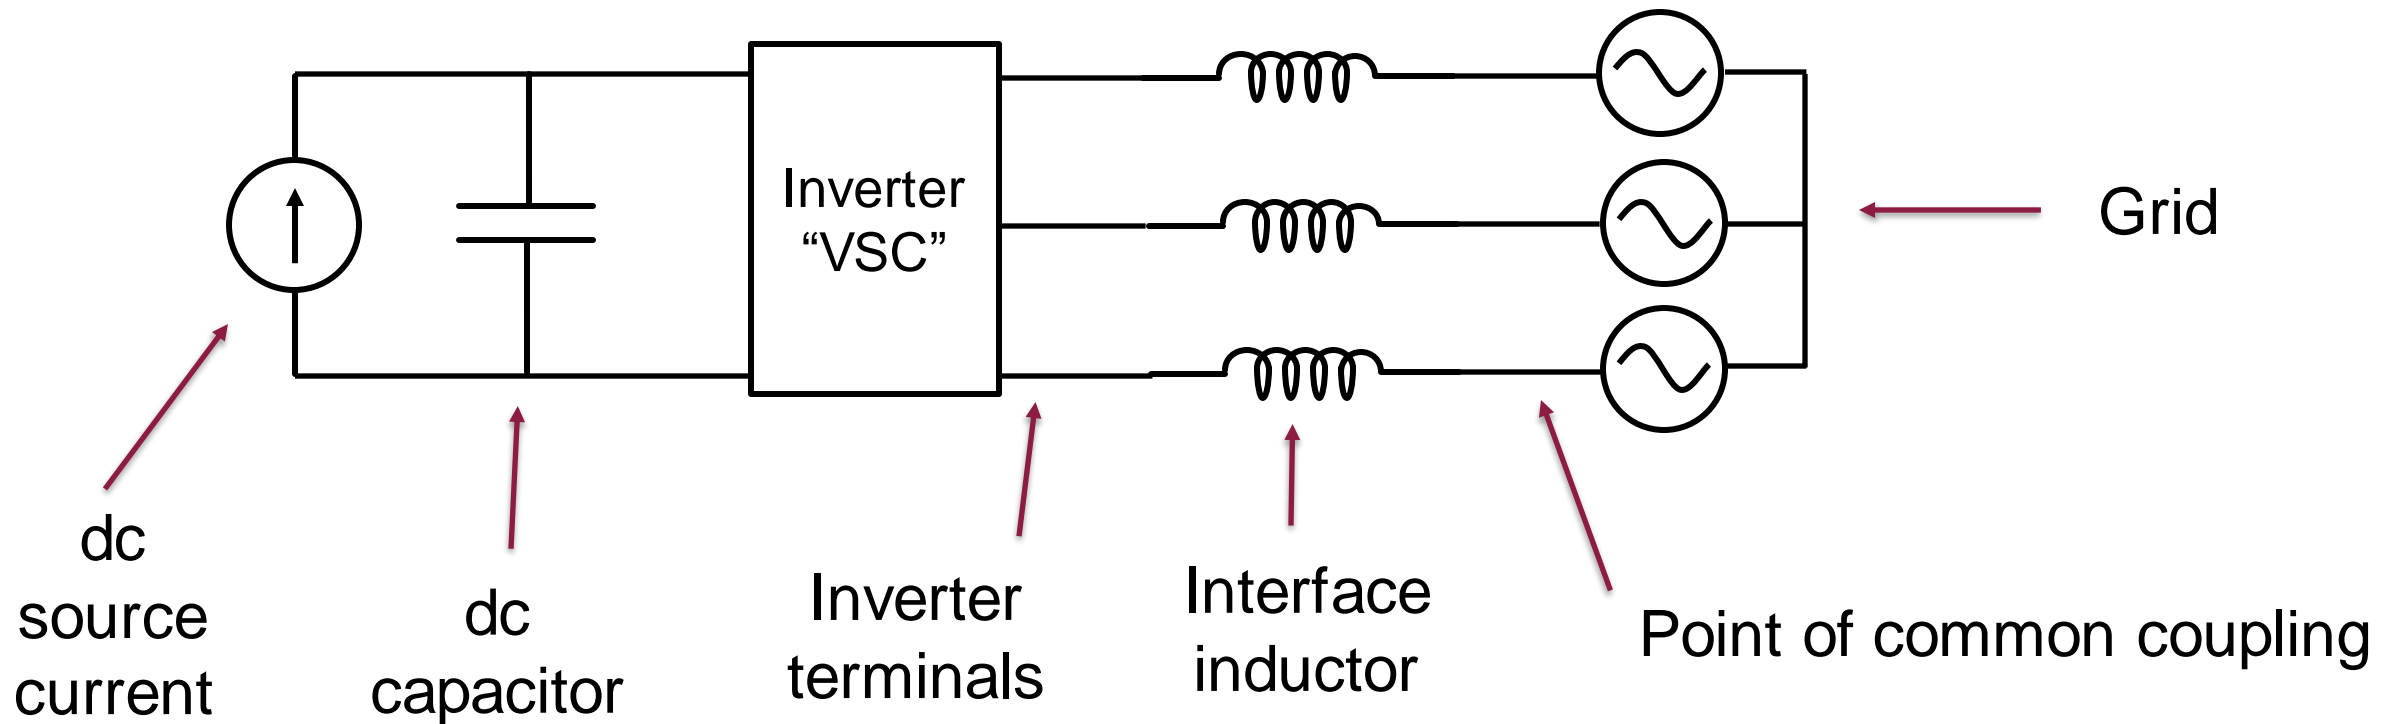 Inverter
“VSC”
Grid
dc
source
current
dc
capacitor
Inverter
terminals
Interface
inductor
Point of common coupling